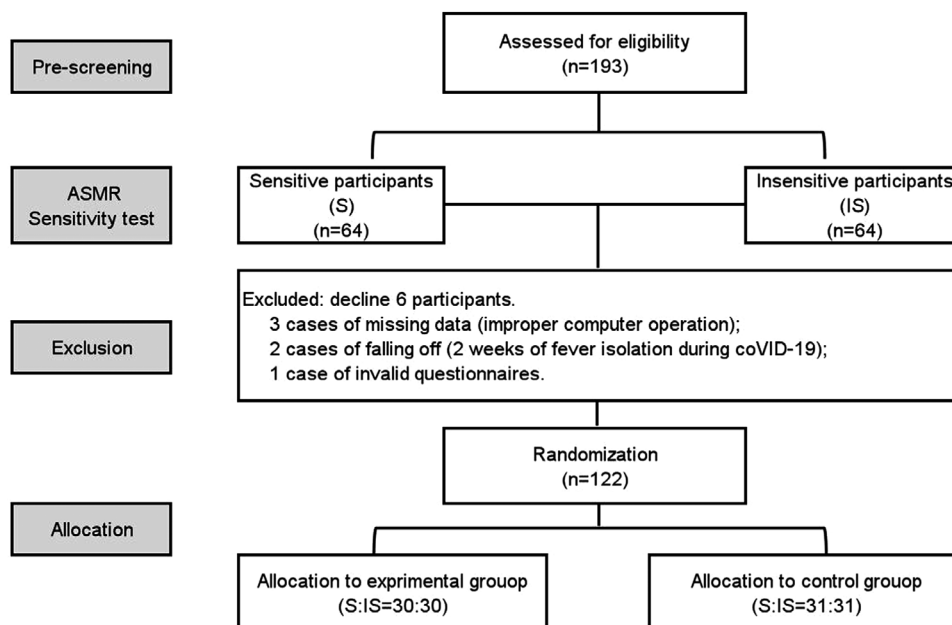 Pre-screening
Assessed for eligibility
(n=193)
ASMR
Sensitivity test
Sensitive participants
(S)
(n=64)
Insensitive participants
(IS)
(n=64)
Exclusion
Excluded: decline 6 participants.
3 cases of missing data (improper computer operation);
2 cases of falling off (2 weeks of fever isolation during coVID-19);
1 case of invalid questionnaires.
Randomization
(n=122)
Allocation
Allocation to exprimental grouop
(S:IS=30:30)
Allocation to control grouop
(S:IS=31:31)